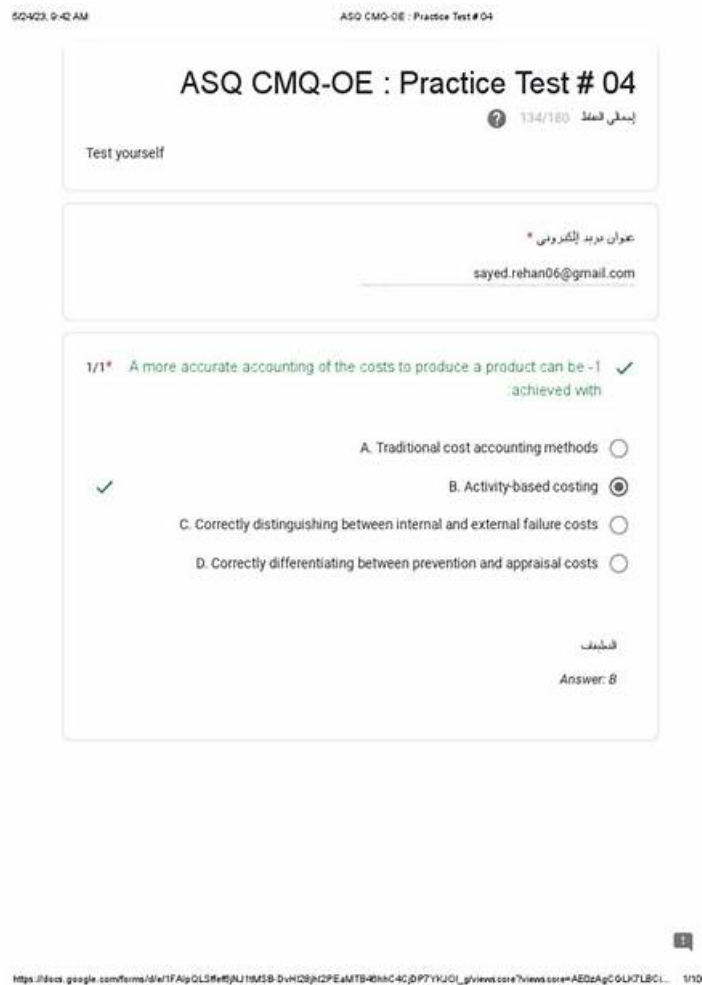 5/24/23, 9:42 AM
ASQ CMQ-OE : Practice Test # 04
ASQ CMQ-OE : Practice Test # 04
إجمالي النقاط 134/180
Test yourself
عنوان بريد إلكتروني *
sayed.rehan06@gmail.com
1/1* A more accurate accounting of the costs to produce a product can be -1
achieved with
A. Traditional cost accounting methods
B. Activity-based costing
C. Correctly distinguishing between internal and external failure costs
D. Correctly differentiating between prevention and appraisal costs
Answer: B
1/10